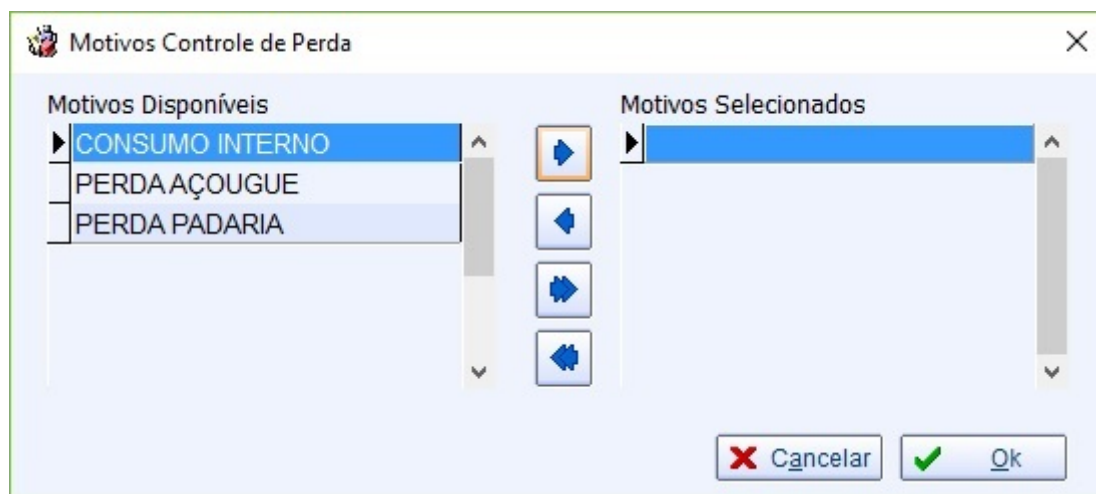 Motivos Controle de Perda
Motivos Disponíveis
CONSUMO INTERNO
PERDA AÇOUGUE
PERDA PADARIA
Motivos Selecionados
Cancelar
Ok